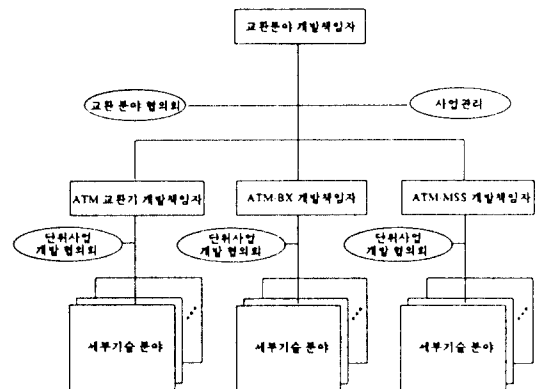 교환분야 개발책임자
교환 분야 협의회
사업관리
ATM 교환기 개발책임자
ATM-BX 개발책임자
ATM-MSS 개발책임자
단위사업
개발 협의회
단위사업
개발 협의회
단위사업
개발 협의회
세부기술 분야
세부기술 분야
세부기술 분야